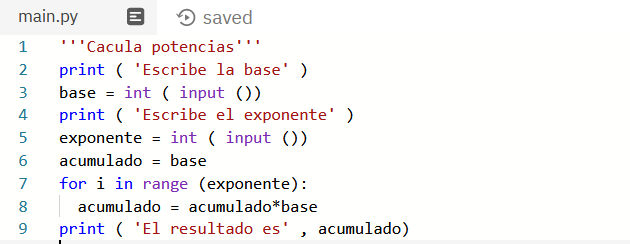 main.py saved
1 '''Cacula potencias'''
2 print ( 'Escribe la base' )
3 base = int ( input ())
4 print ( 'Escribe el exponente' )
5 exponente = int ( input ())
6 acumulado = base
7 for i in range (exponente):
8   acumulado = acumulado*base
9 print ( 'El resultado es' , acumulado)